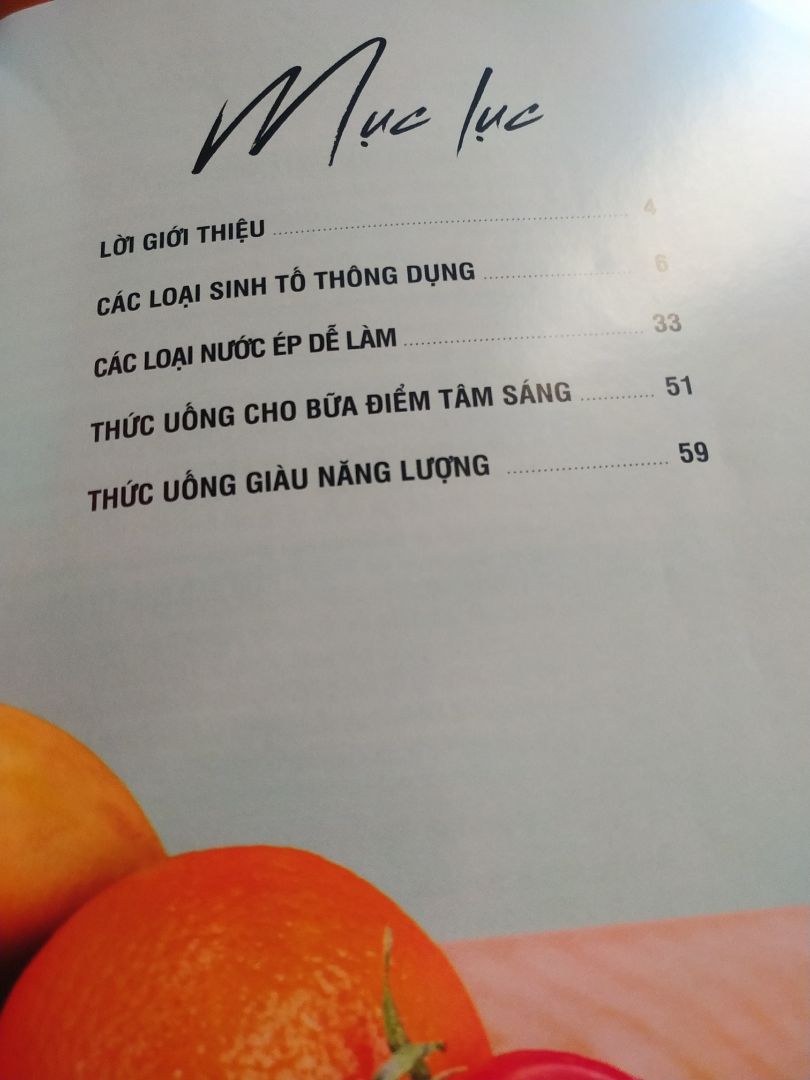 Mục lục
LỜI GIỚI THIỆU ........................ 4
CÁC LOẠI SINH TỐ THÔNG DỤNG ........................ 6
CÁC LOẠI NƯỚC ÉP DỄ LÀM ........................ 33
THỨC UỐNG CHO BỮA ĐIỂM TÂM SÁNG ............ 51
THỨC UỐNG GIÀU NĂNG LƯỢNG ........................ 59